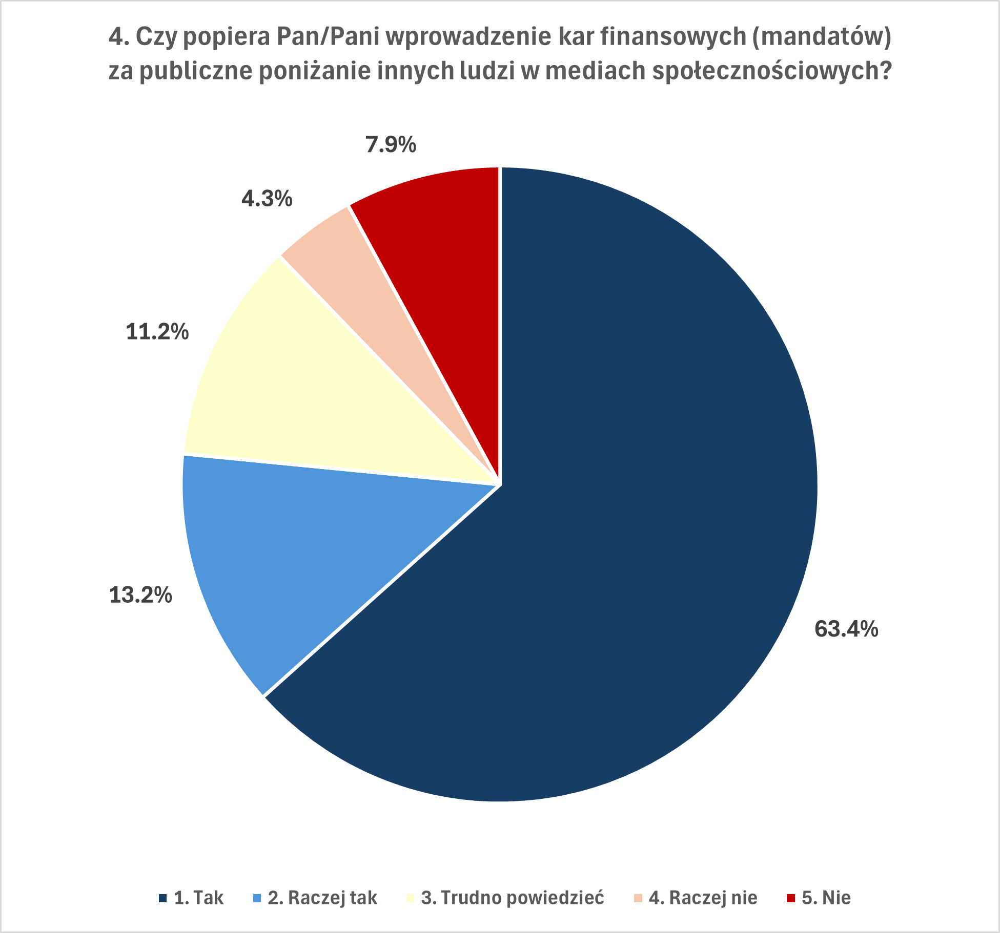 4. Czy popiera Pan/Pani wprowadzenie kar finansowych (mandatów)
za publiczne poniżanie innych ludzi w mediach społecznościowych?
7.9%
4.3%
11.2%
13.2%
63.4%
1. Tak 2. Raczej tak 3. Trudno powiedzieć 4. Raczej nie 5. Nie